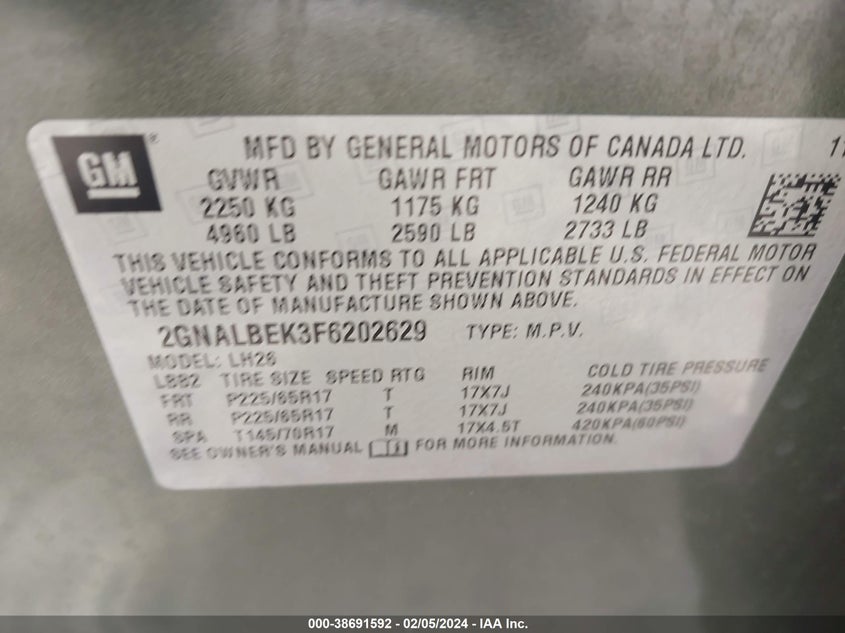 GM ® MFD BY GENERAL MOTORS OF CANADA LTD. 11
GVWR GAWR FRT GAWR RR
2250 KG 1175 KG 1240 KG
4960 LB 2590 LB 2733 LB
THIS VEHICLE CONFORMS TO ALL APPLICABLE U.S. FEDERAL MOTOR
VEHICLE SAFETY AND THEFT PREVENTION STANDARDS IN EFFECT ON
THE DATE OF MANUFACTURE SHOWN ABOVE.
2GNALBEK3F6202629 TYPE: M.P.V.
MODEL: LH26
TIRE SIZE SPEED RTG RIM COLD TIRE PRESSURE
FRT P225/65R17 T 17X7J 240KPA(35PSI)
RR P225/65R17 T 17X7J 240KPA(35PSI)
SPA T145/70R17 M 17X4.5T 420KPA(60PSI)
SEE OWNER'S MANUAL FOR MORE INFORMATION.
000-38691592 — 02/05/2024 — IAA Inc.